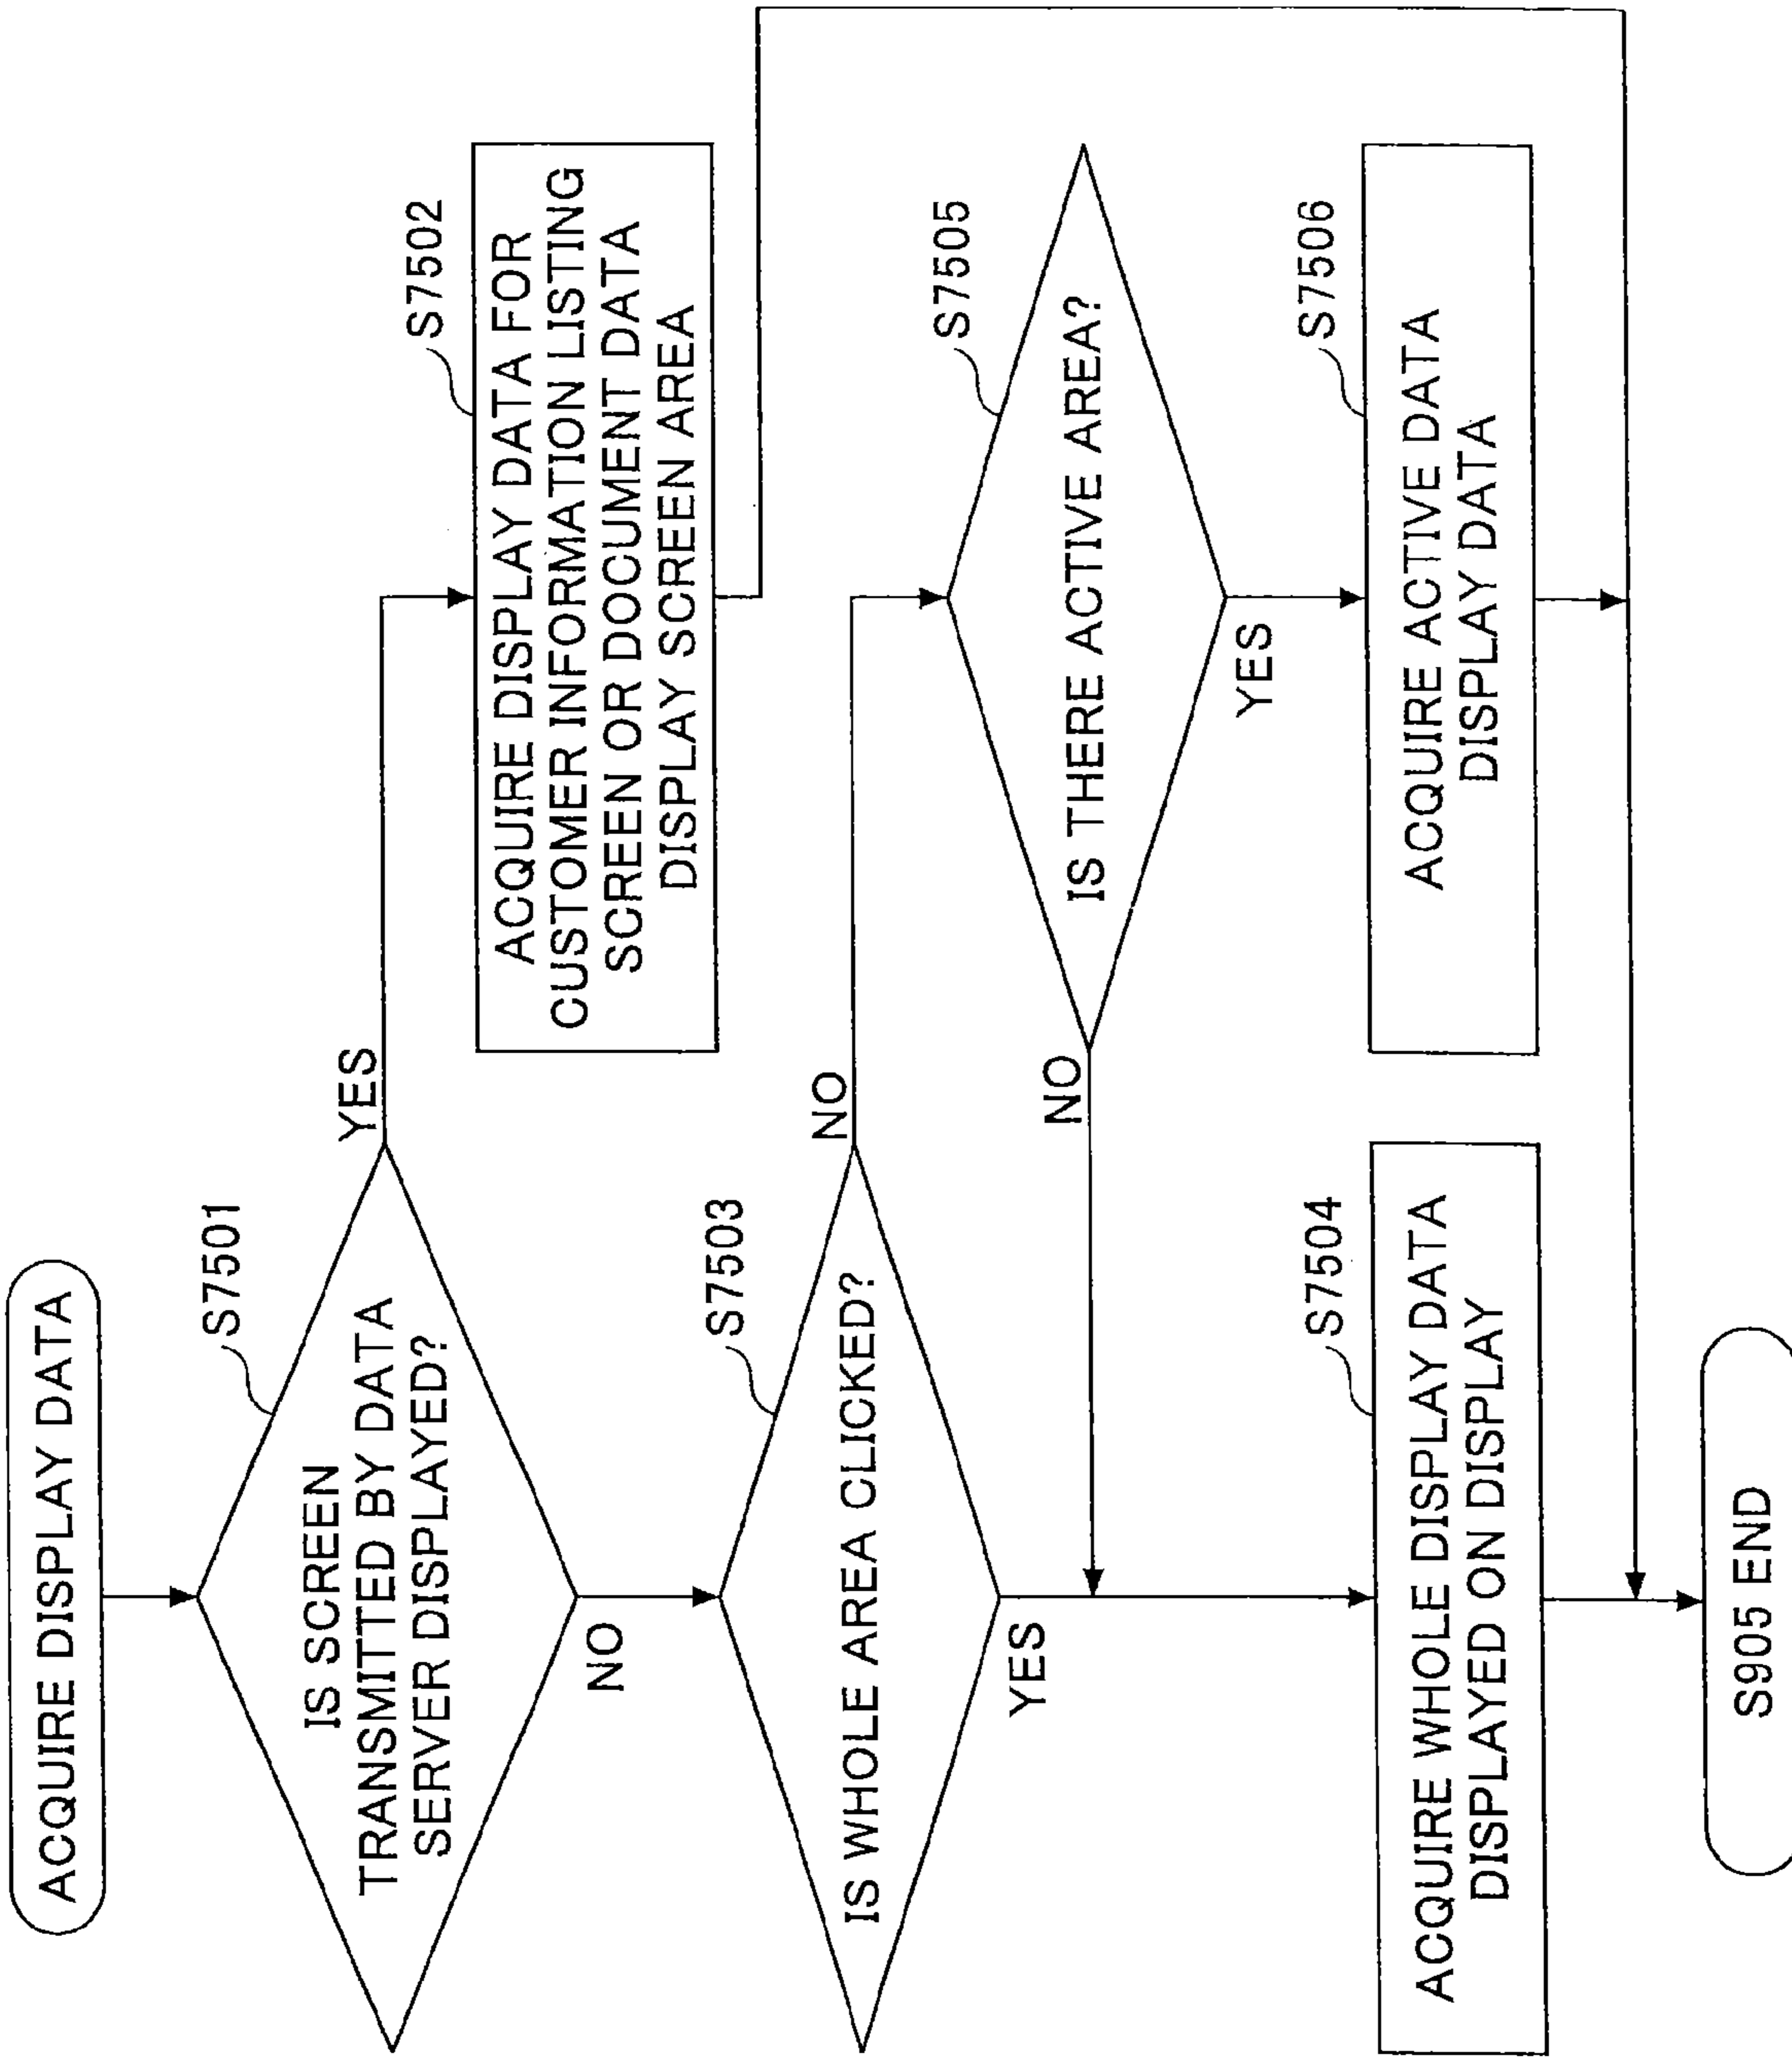 ACQUIRE DISPLAY DATA
S7501
IS SCREEN
TRANSMITTED BY DATA
SERVER DISPLAYED?
YES
NO
S7502
ACQUIRE DISPLAY DATA FOR
CUSTOMER INFORMATION LISTING
SCREEN OR DOCUMENT DATA
DISPLAY SCREEN AREA
S7503
IS WHOLE AREA CLICKED?
NO
YES
S7505
IS THERE ACTIVE AREA?
NO
YES
S7504
ACQUIRE WHOLE DISPLAY DATA
DISPLAYED ON DISPLAY
S7506
ACQUIRE ACTIVE DATA
DISPLAY DATA
S905 END